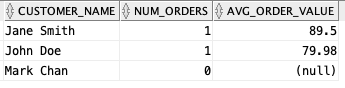 CUSTOMER_NAME NUM_ORDERS AVG_ORDER_VALUE
Jane Smith 1 89.5
John Doe 1 79.98
Mark Chan 0 (null)